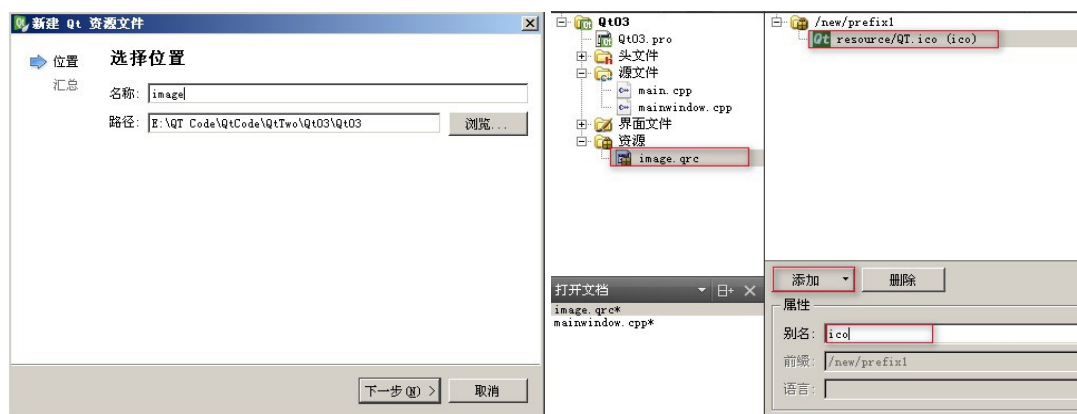 新建 Qt 资源文件
位置
汇总
选择位置
名称: image
路径: E:\QT Code\QtCode\QtTwo\Qt03\Qt03
浏览...
下一步(N) >
取消
Qt03
Qt03.pro
头文件
源文件
main.cpp
mainwindow.cpp
界面文件
资源
image.qrc
打开文档
image.qrc*
mainwindow.cpp*
/new/prefix1
resource/QT.ico (ico)
添加
删除
属性
别名: ico
前缀: /new/prefix1
语言: